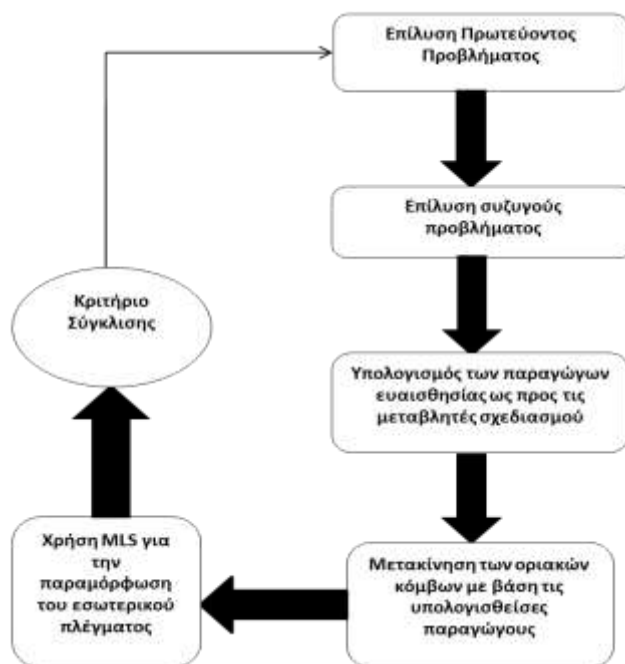 Επίλυση Πρωτεύοντος
Προβλήματος
Επίλυση συζυγούς
προβλήματος
Υπολογισμός των παραγώγων
ευαισθησίας ως προς τις
μεταβλητές σχεδιασμού
Μετακίνηση των οριακών
κόμβων με βάση τις
υπολογισθείσες
παραγώγους
Χρήση MLS για
την
παραμόρφωση
του εσωτερικού
πλέγματος
Κριτήριο
Σύγκλισης